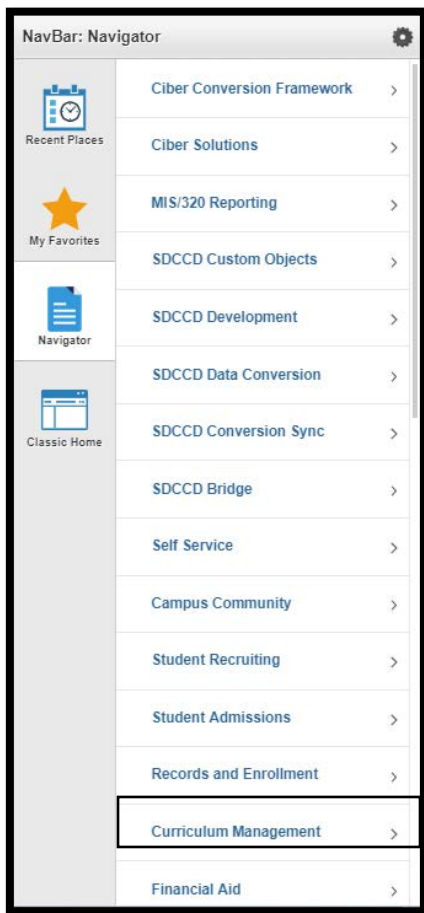 NavBar: Navigator
Recent Places
My Favorites
Navigator
Classic Home
Ciber Conversion Framework
Ciber Solutions
MIS/320 Reporting
SDCCD Custom Objects
SDCCD Development
SDCCD Data Conversion
SDCCD Conversion Sync
SDCCD Bridge
Self Service
Campus Community
Student Recruiting
Student Admissions
Records and Enrollment
Curriculum Management
Financial Aid